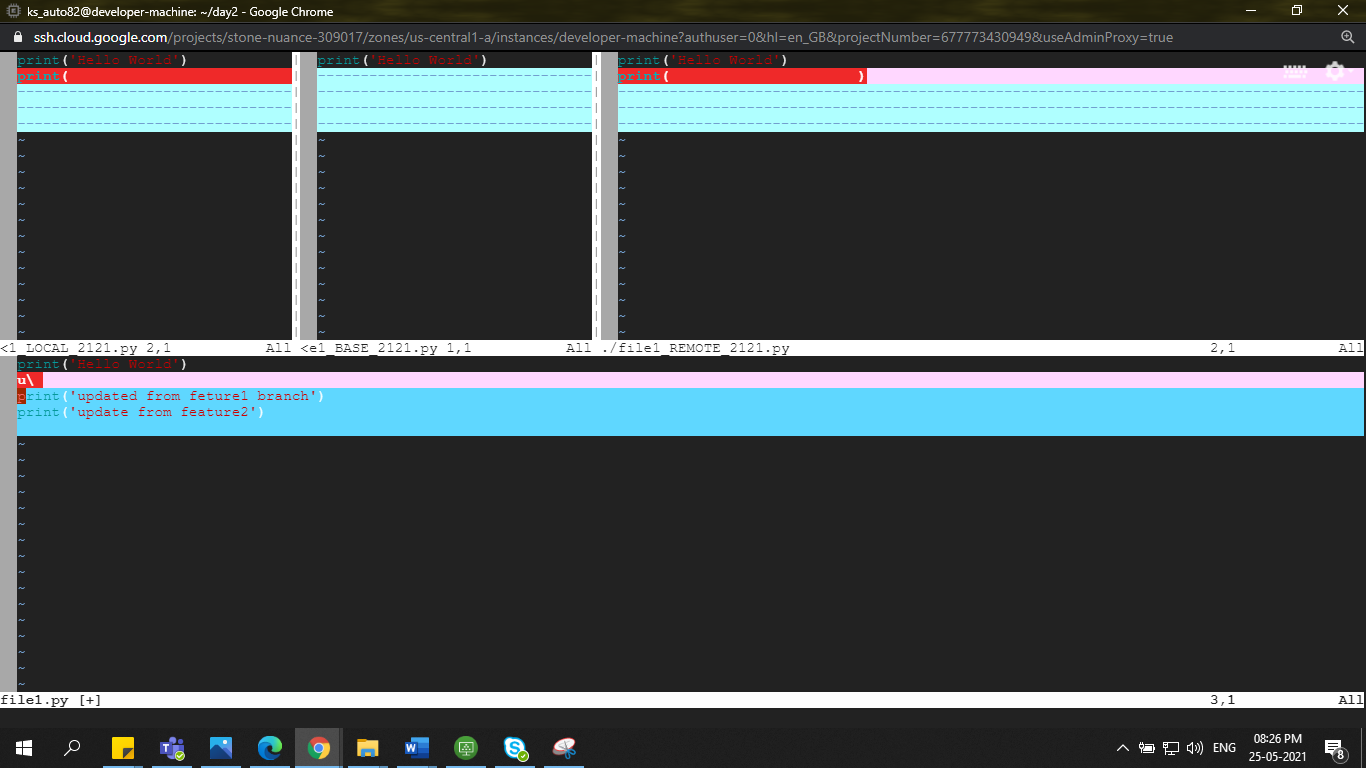 ks_auto82@developer-machine: ~/day2 - Google Chrome
ssh.cloud.google.com/projects/stone-nuance-309017/zones/us-central1-a/instances/developer-machine?authuser=0&hl=en_GB&projectNumber=677773430949&useAdminProxy=true
print('Hello World') print('Hello World') print('Hello World')
print( print( )
<1_LOCAL_2121.py 2,1 All <e1_BASE_2121.py 1,1 All ./file1_REMOTE_2121.py 2,1 All
print('Hello World')
u\
print('updated from feture1 branch')
print('update from feature2')
file1.py [+] 3,1 All
ENG
08:26 PM
25-05-2021
8